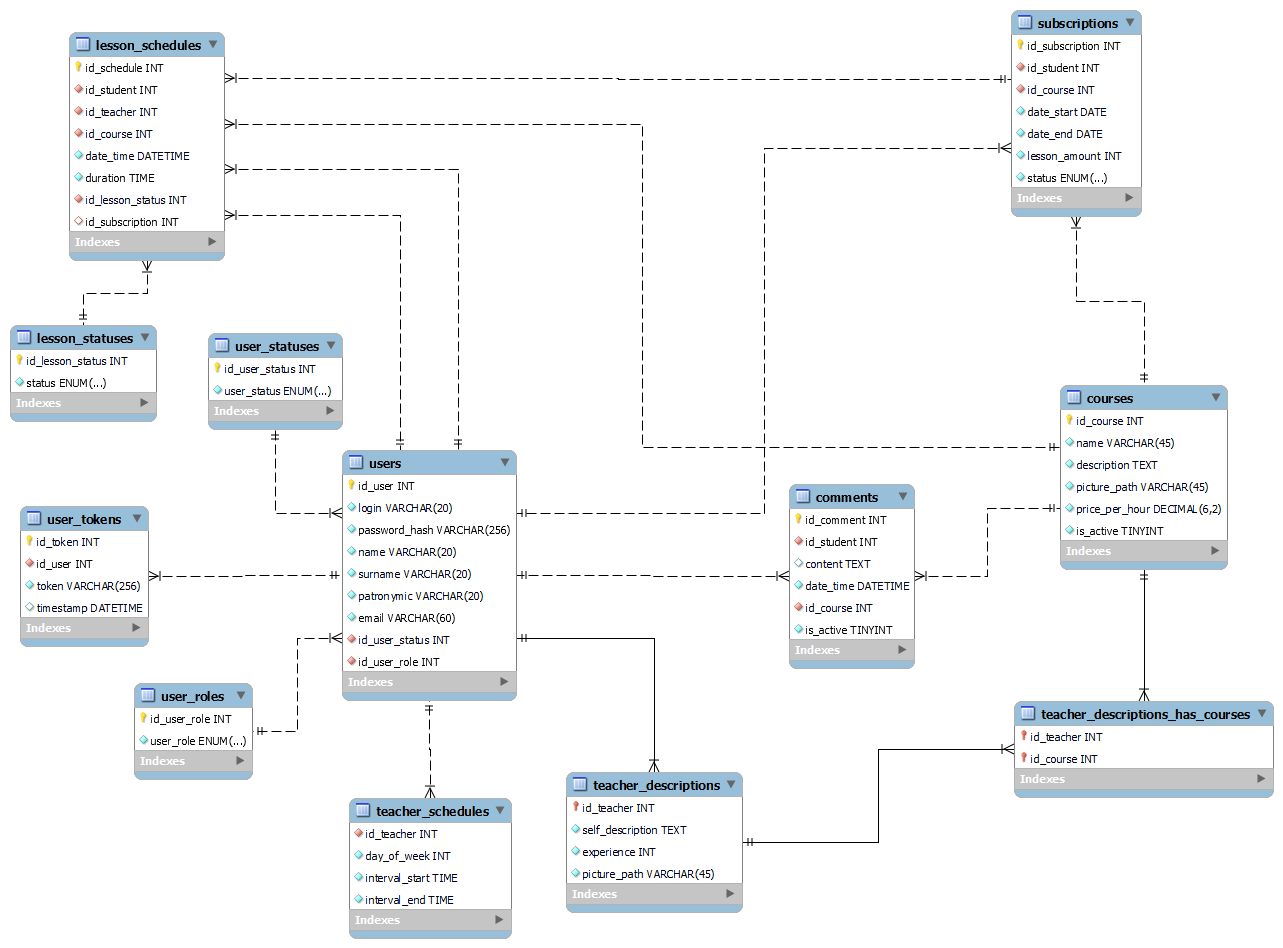 lesson_schedules
id_schedule INT
id_student INT
id_teacher INT
id_course INT
date_time DATETIME
duration TIME
id_lesson_status INT
id_subscription INT
Indexes
subscriptions
id_subscription INT
id_student INT
id_course INT
date_start DATE
date_end DATE
lesson_amount INT
status ENUM(...)
Indexes
lesson_statuses
id_lesson_status INT
status ENUM(...)
Indexes
user_statuses
id_user_status INT
user_status ENUM(...)
Indexes
courses
id_course INT
name VARCHAR(45)
description TEXT
picture_path VARCHAR(45)
price_per_hour DECIMAL(6,2)
is_active TINYINT
Indexes
users
id_user INT
login VARCHAR(20)
password_hash VARCHAR(256)
name VARCHAR(20)
surname VARCHAR(20)
patronymic VARCHAR(20)
email VARCHAR(60)
id_user_status INT
id_user_role INT
Indexes
comments
id_comment INT
id_student INT
content TEXT
date_time DATETIME
id_course INT
is_active TINYINT
Indexes
user_tokens
id_token INT
id_user INT
token VARCHAR(256)
timestamp DATETIME
Indexes
user_roles
id_user_role INT
user_role ENUM(...)
Indexes
teacher_descriptions_has_courses
id_teacher INT
id_course INT
Indexes
teacher_schedules
id_teacher INT
day_of_week INT
interval_start TIME
interval_end TIME
Indexes
teacher_descriptions
id_teacher INT
self_description TEXT
experience INT
picture_path VARCHAR(45)
Indexes